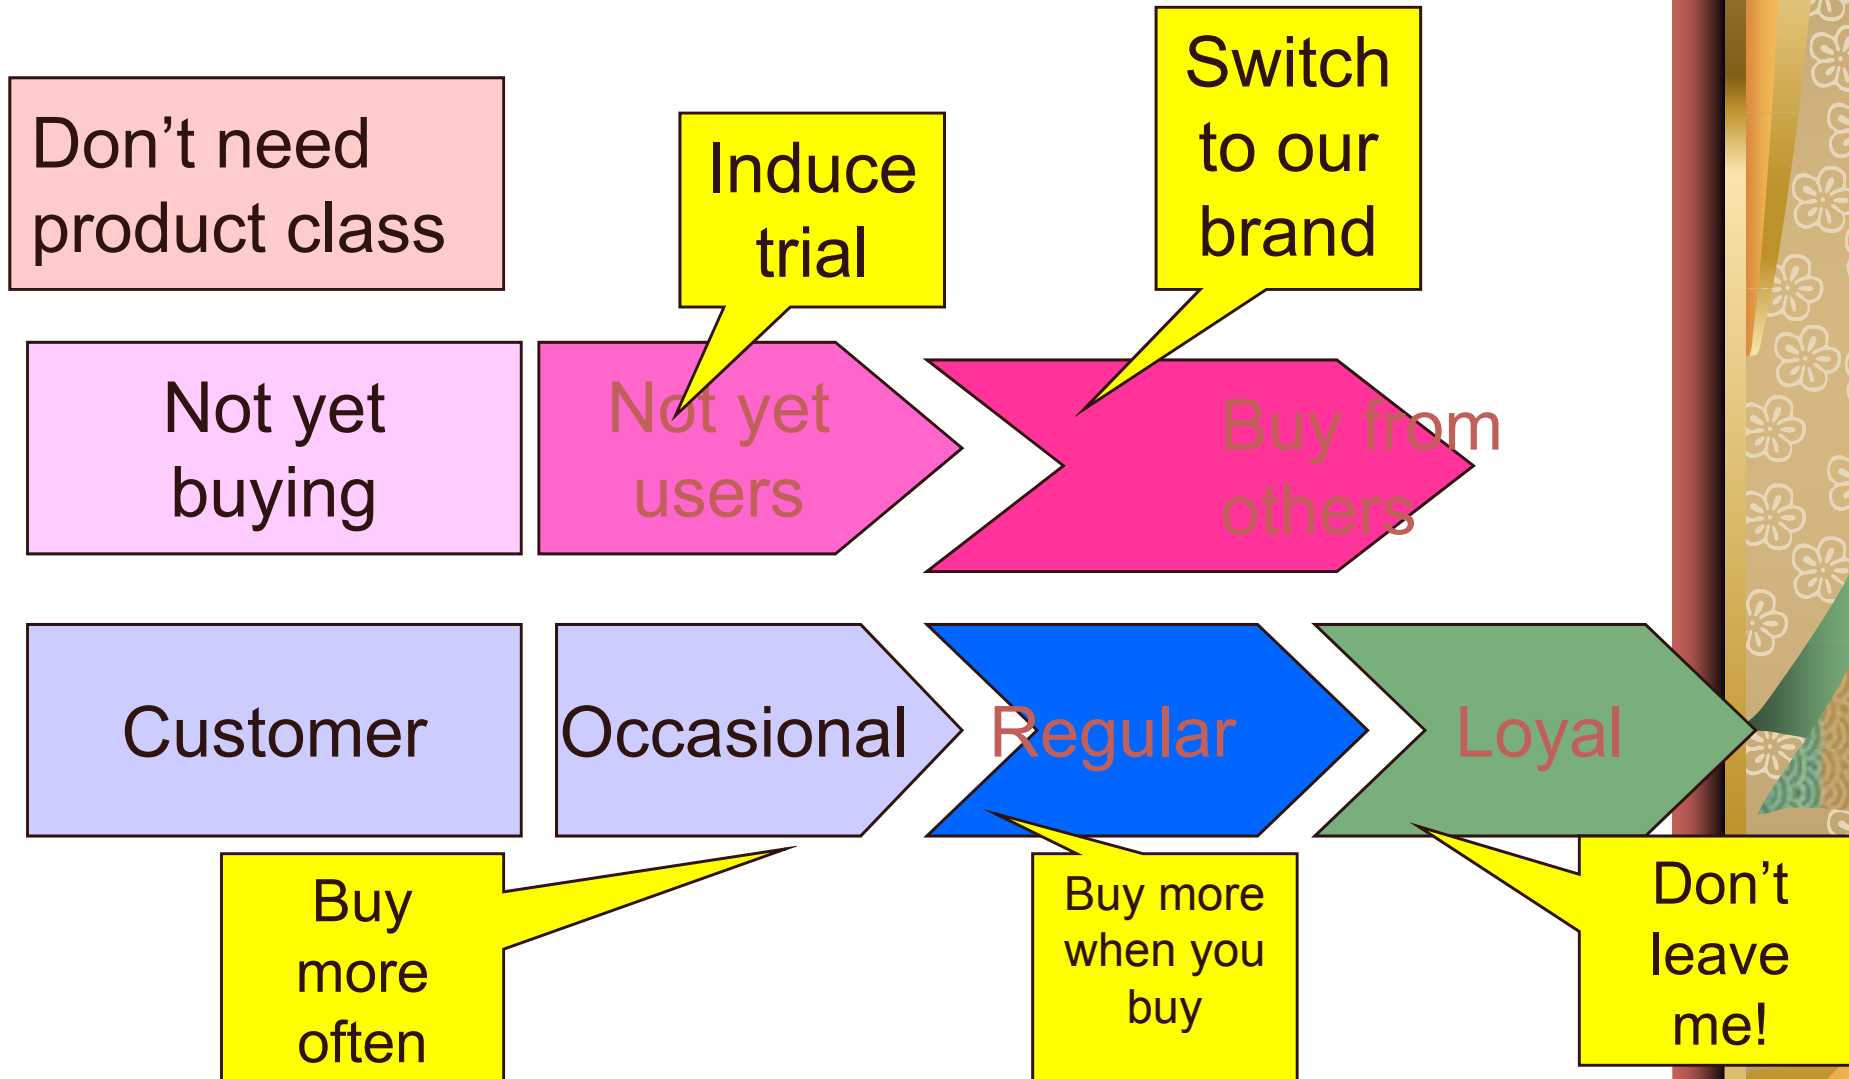 Don’t need
product class
Induce
trial
Switch
to our
brand
Not yet
buying
Not yet
users
Buy from
others
Customer
Occasional
Regular
Loyal
Buy
more
often
Buy more
when you
buy
Don’t
leave
me!